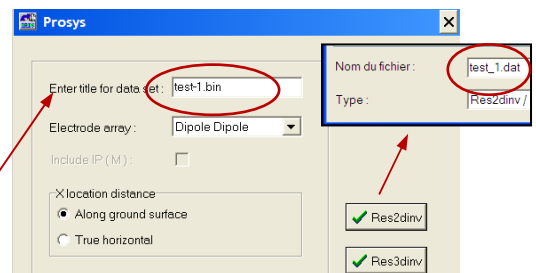 Prosys
Enter title for data set : test-1.bin
Electrode array : Dipole Dipole
Include IP ( M ) :
X location distance
Along ground surface
True horizontal
Nom du fichier : test_1.dat
Type : Res2dinv /
Res2dinv
Res3dinv